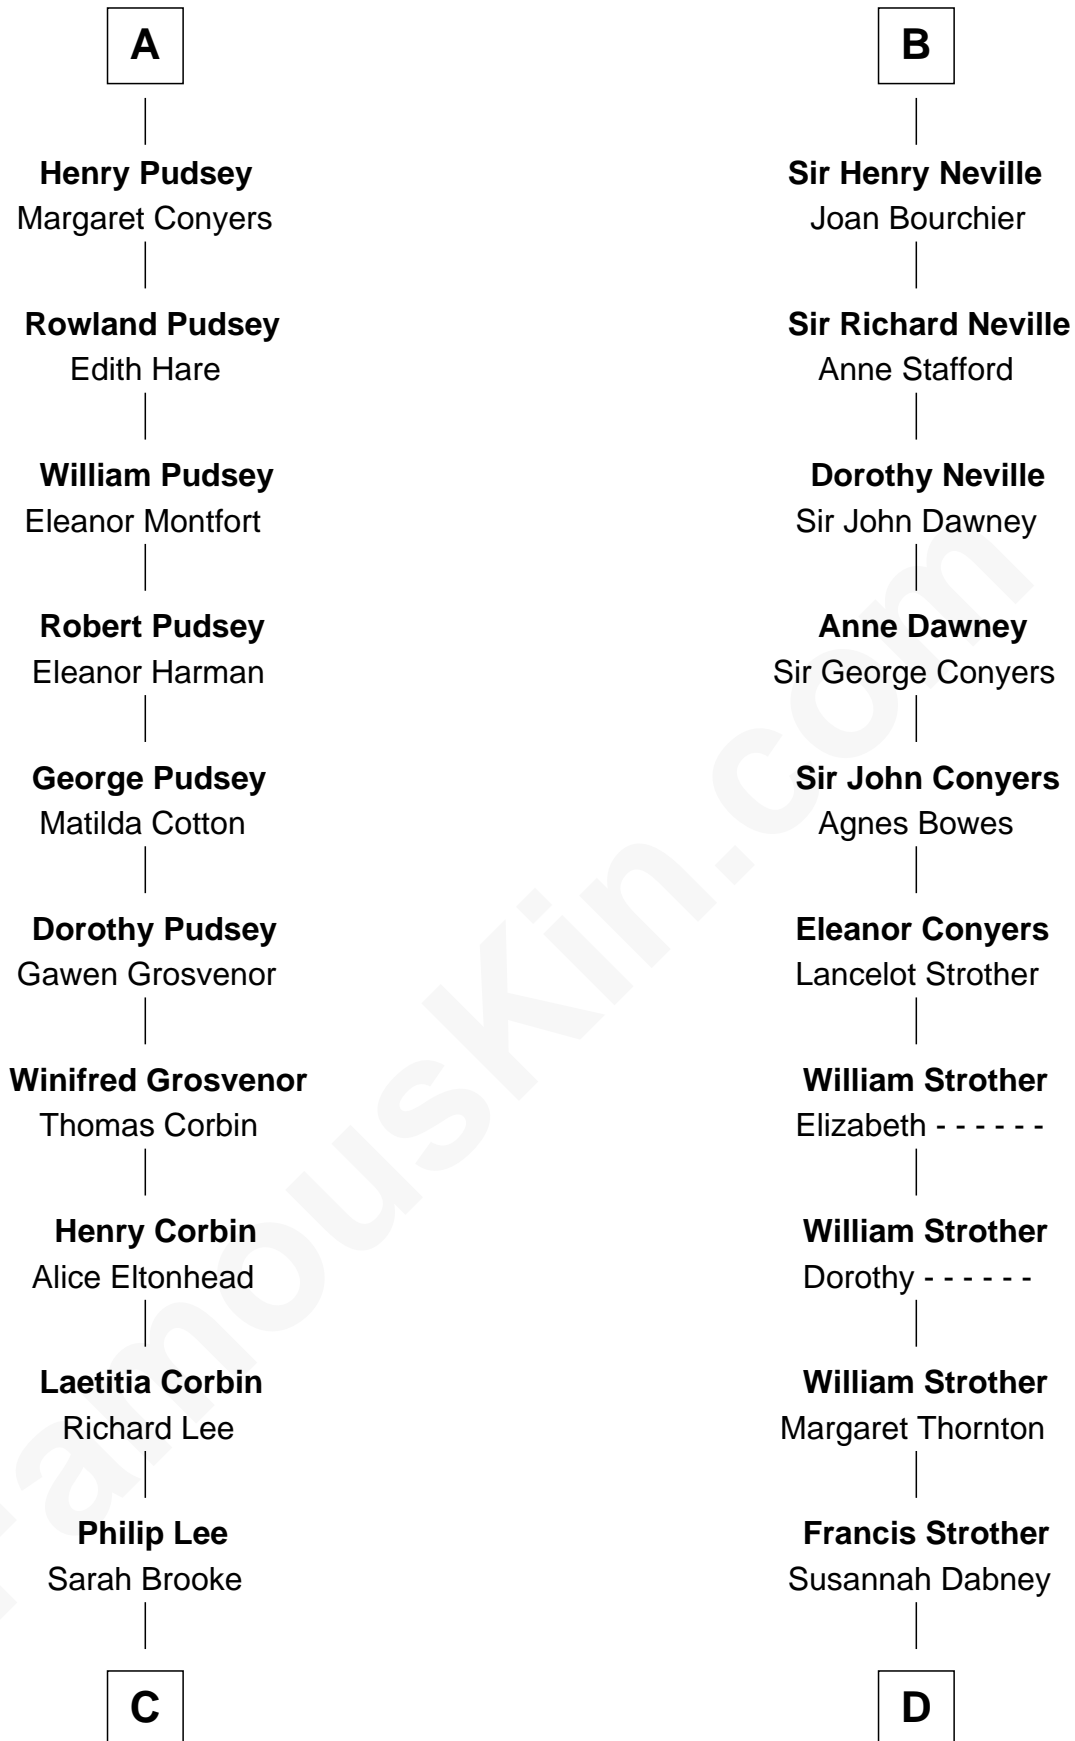 A
Henry Pudsey
Margaret Conyers
Rowland Pudsey
Edith Hare
William Pudsey
Eleanor Montfort
Robert Pudsey
Eleanor Harman
George Pudsey
Matilda Cotton
Dorothy Pudsey
Gawen Grosvenor
Winifred Grosvenor
Thomas Corbin
Henry Corbin
Alice Eltonhead
Laetitia Corbin
Richard Lee
Philip Lee
Sarah Brooke
C
B
Sir Henry Neville
Joan Bourchier
Sir Richard Neville
Anne Stafford
Dorothy Neville
Sir John Dawney
Anne Dawney
Sir George Conyers
Sir John Conyers
Agnes Bowes
Eleanor Conyers
Lancelot Strother
William Strother
Elizabeth - - - - - -
William Strother
Dorothy - - - - - -
William Strother
Margaret Thornton
Francis Strother
Susannah Dabney
D
FamousKin.com